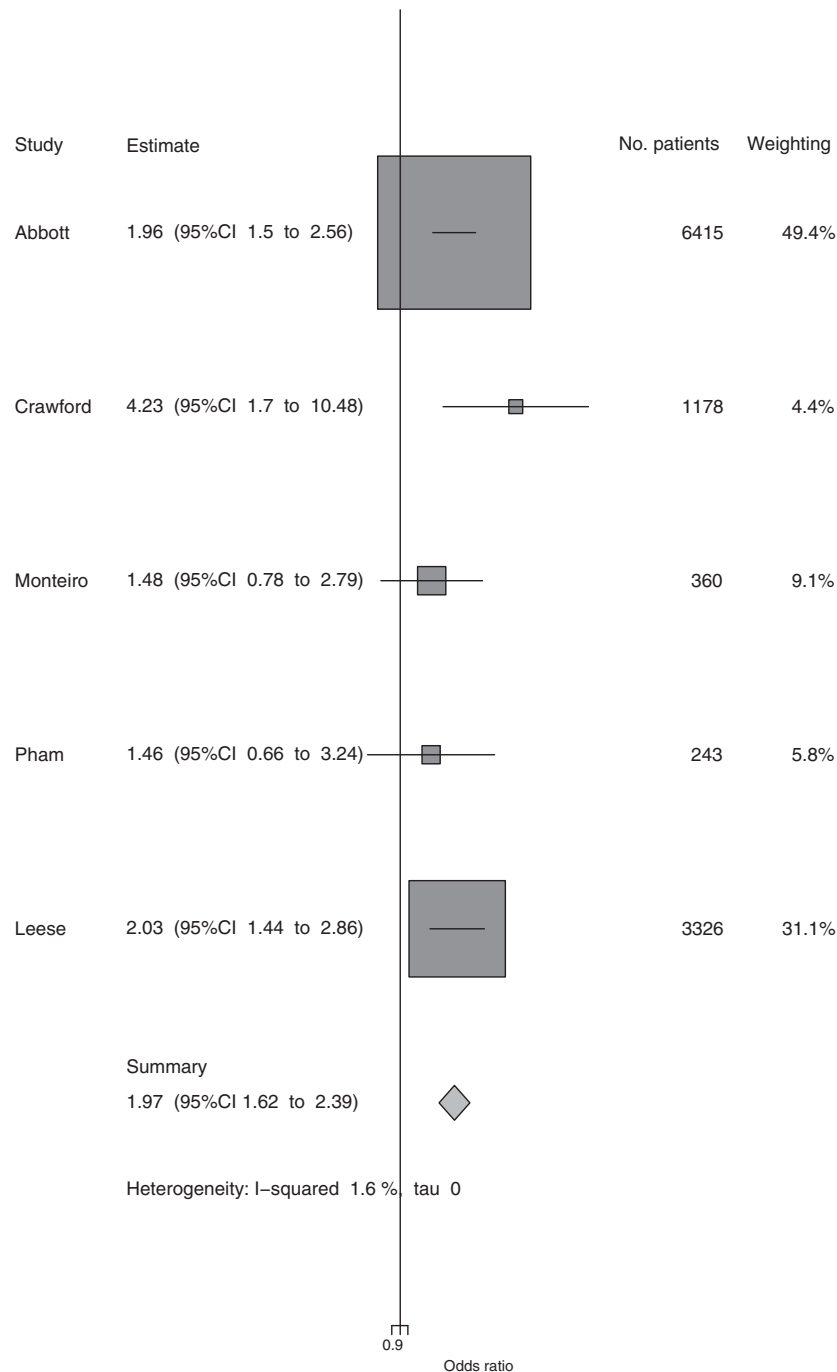 Study Estimate No. patients Weighting
Abbott 1.96 (95%CI 1.5 to 2.56) 6415 49.4%
Crawford 4.23 (95%CI 1.7 to 10.48) 1178 4.4%
Monteiro 1.48 (95%CI 0.78 to 2.79) 360 9.1%
Pham 1.46 (95%CI 0.66 to 3.24) 243 5.8%
Leese 2.03 (95%CI 1.44 to 2.86) 3326 31.1%
Summary
1.97 (95%CI 1.62 to 2.39)
Heterogeneity: I−squared 1.6 %, tau 0
0.9
Odds ratio